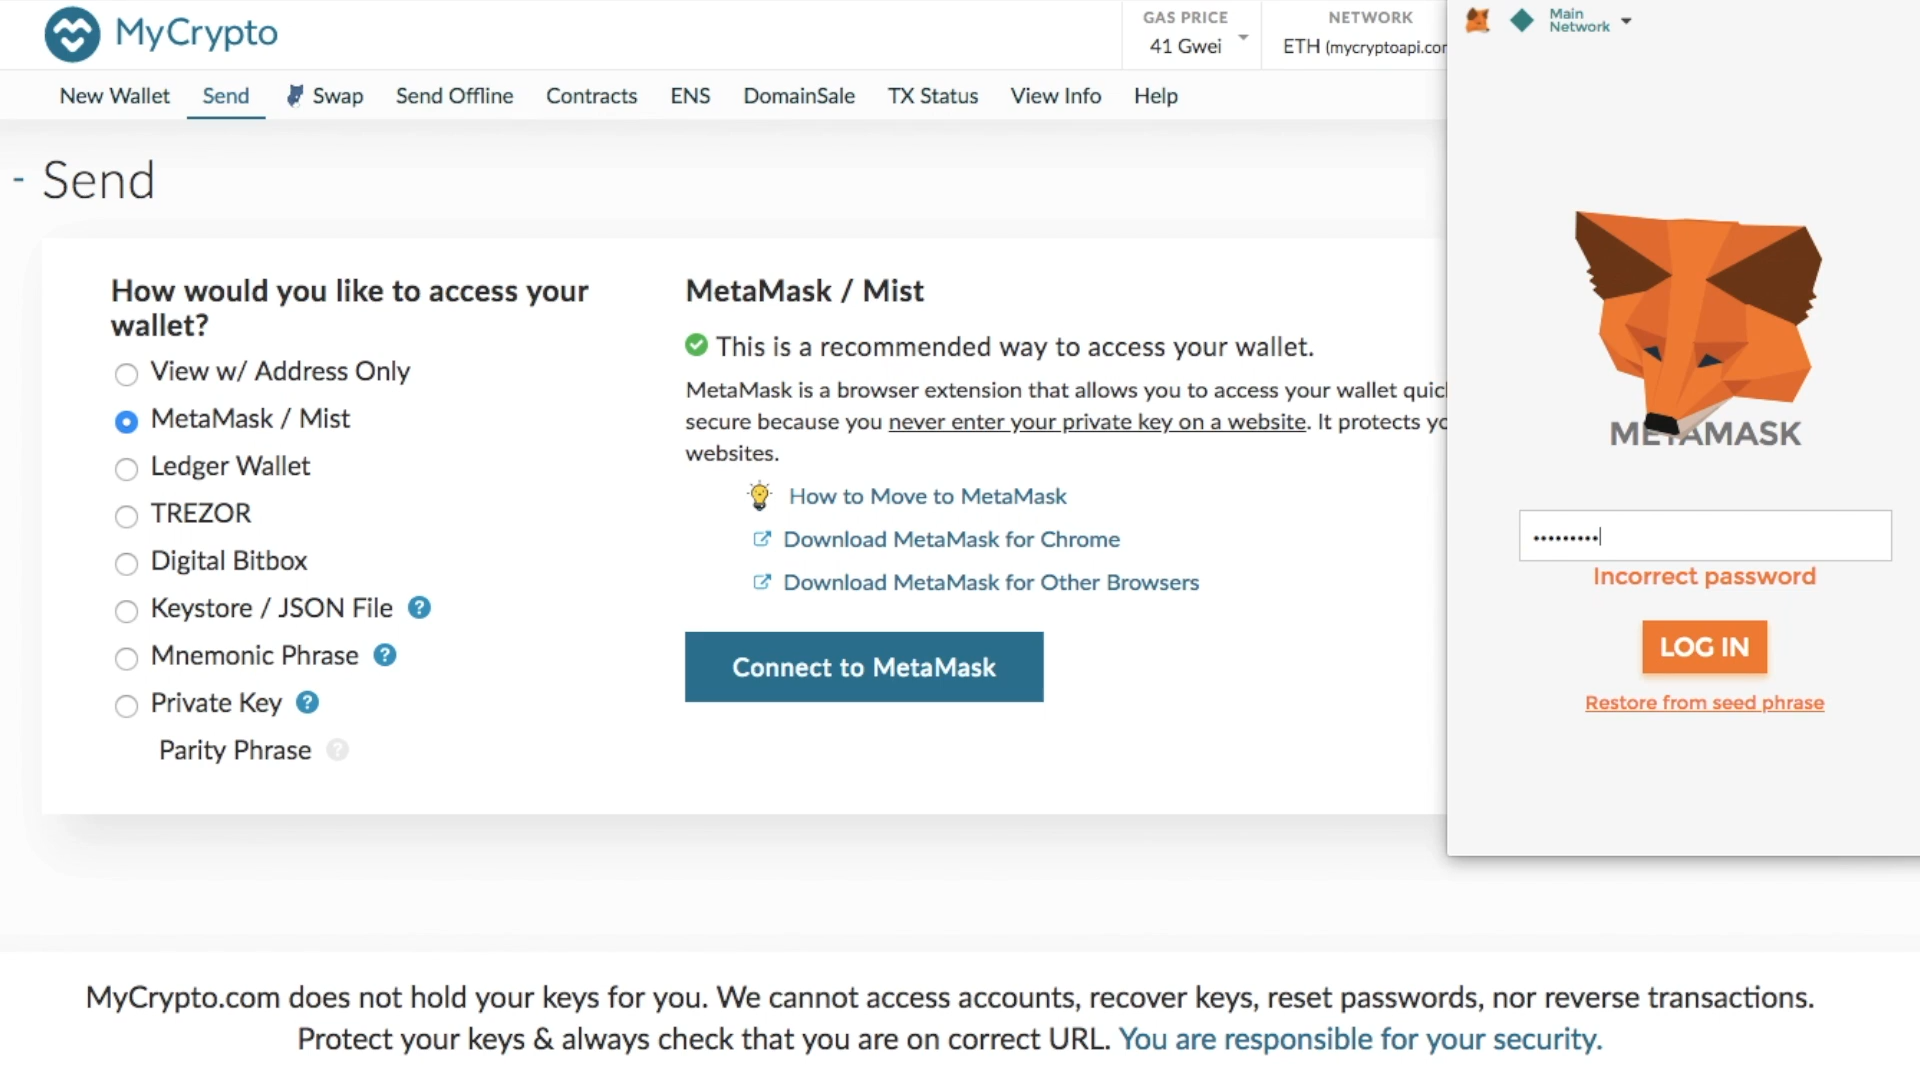 MyCrypto
GAS PRICE
41 Gwei
NETWORK
ETH (mycryptoapi.com
Main
Network
New Wallet
Send
Swap
Send Offline
Contracts
ENS
DomainSale
TX Status
View Info
Help
- Send
How would you like to access your
wallet?
View w/ Address Only
MetaMask / Mist
Ledger Wallet
TREZOR
Digital Bitbox
Keystore / JSON File ?
Mnemonic Phrase ?
Private Key ?
Parity Phrase ?
MetaMask / Mist
This is a recommended way to access your wallet.
MetaMask is a browser extension that allows you to access your wallet
secure because you never enter your private key on a website. It protects
websites.
How to Move to MetaMask
Download MetaMask for Chrome
Download MetaMask for Other Browsers
Connect to MetaMask
METAMASK
•••••••••
Incorrect password
LOG IN
Restore from seed phrase
MyCrypto.com does not hold your keys for you. We cannot access accounts, recover keys, reset passwords, nor reverse transactions.
Protect your keys & always check that you are on correct URL. You are responsible for your security.